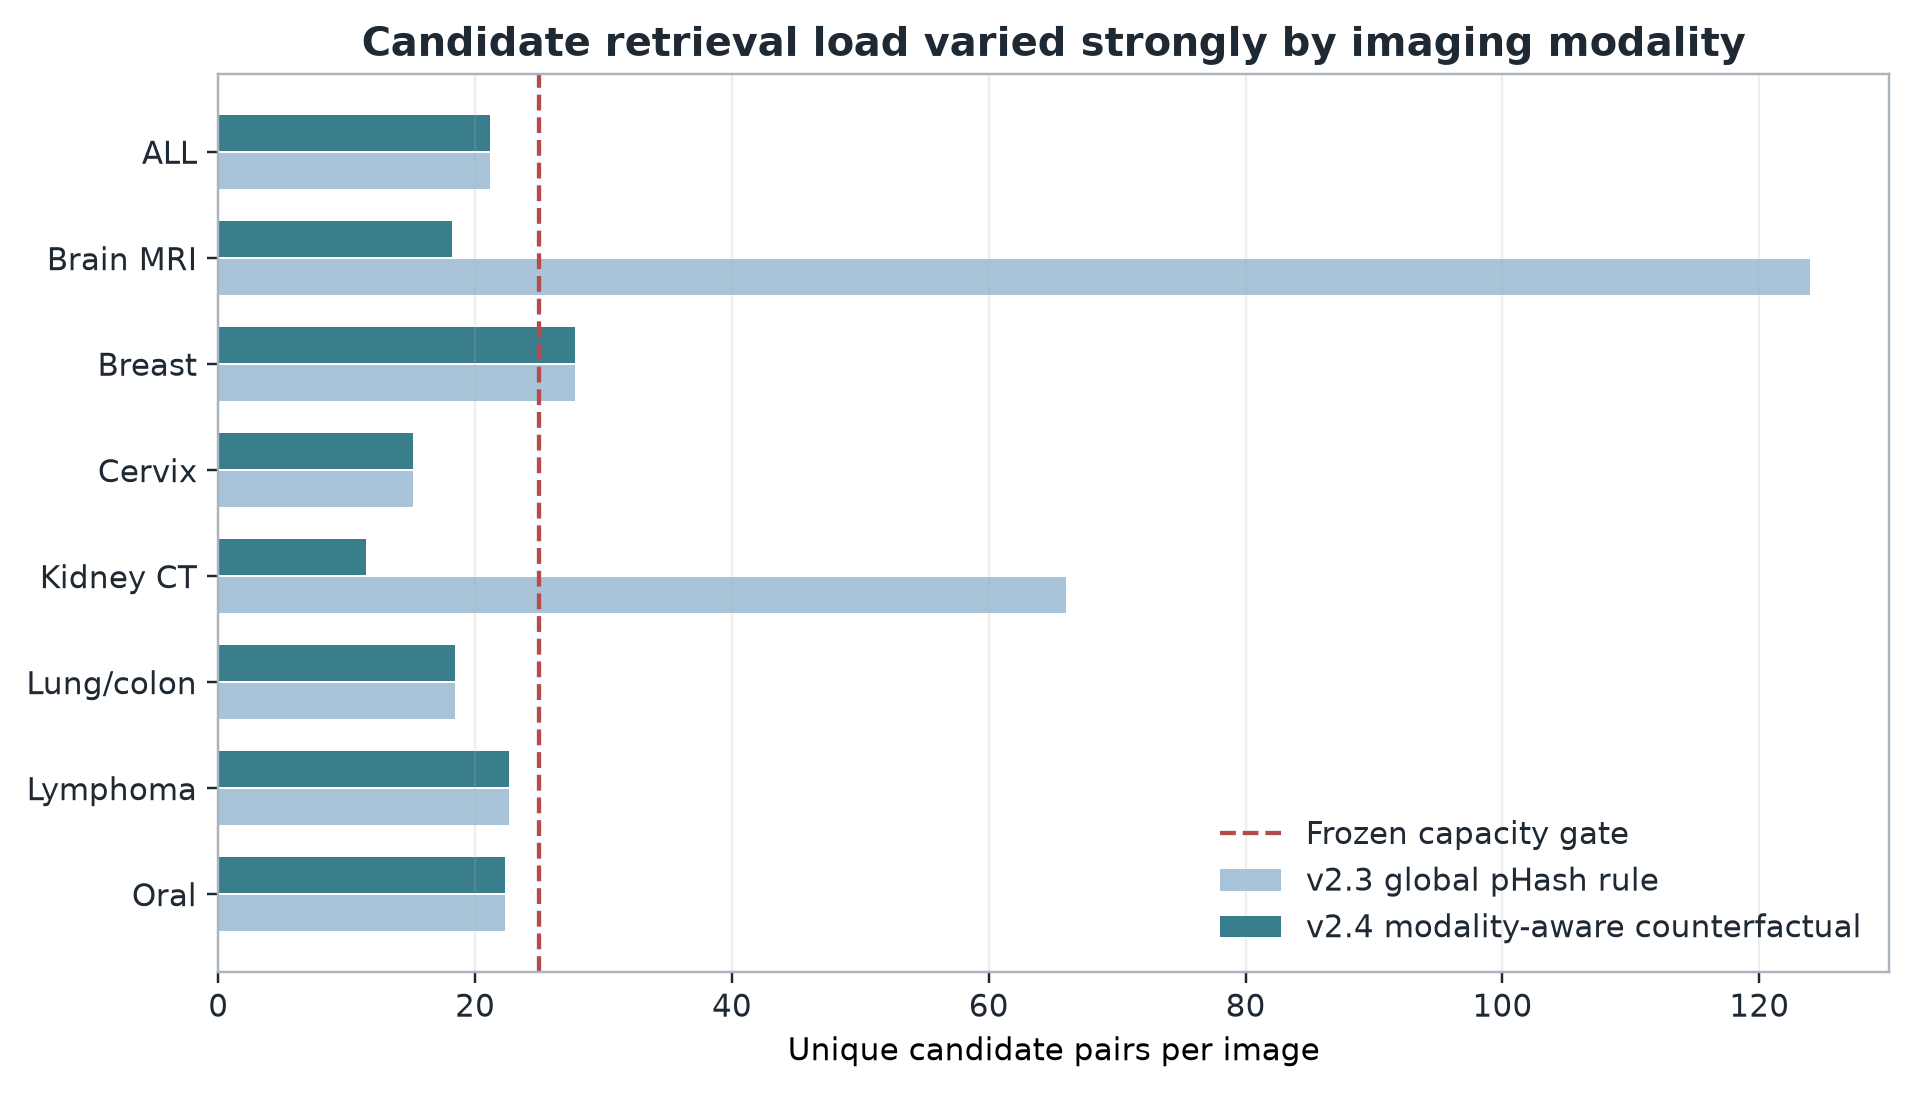 Candidate retrieval load varied strongly by imaging modality
ALL
Brain MRI
Breast
Cervix
Kidney CT
Lung/colon
Lymphoma
Oral
Frozen capacity gate
v2.3 global pHash rule
v2.4 modality-aware counterfactual
0 20 40 60 80 100 120
Unique candidate pairs per image